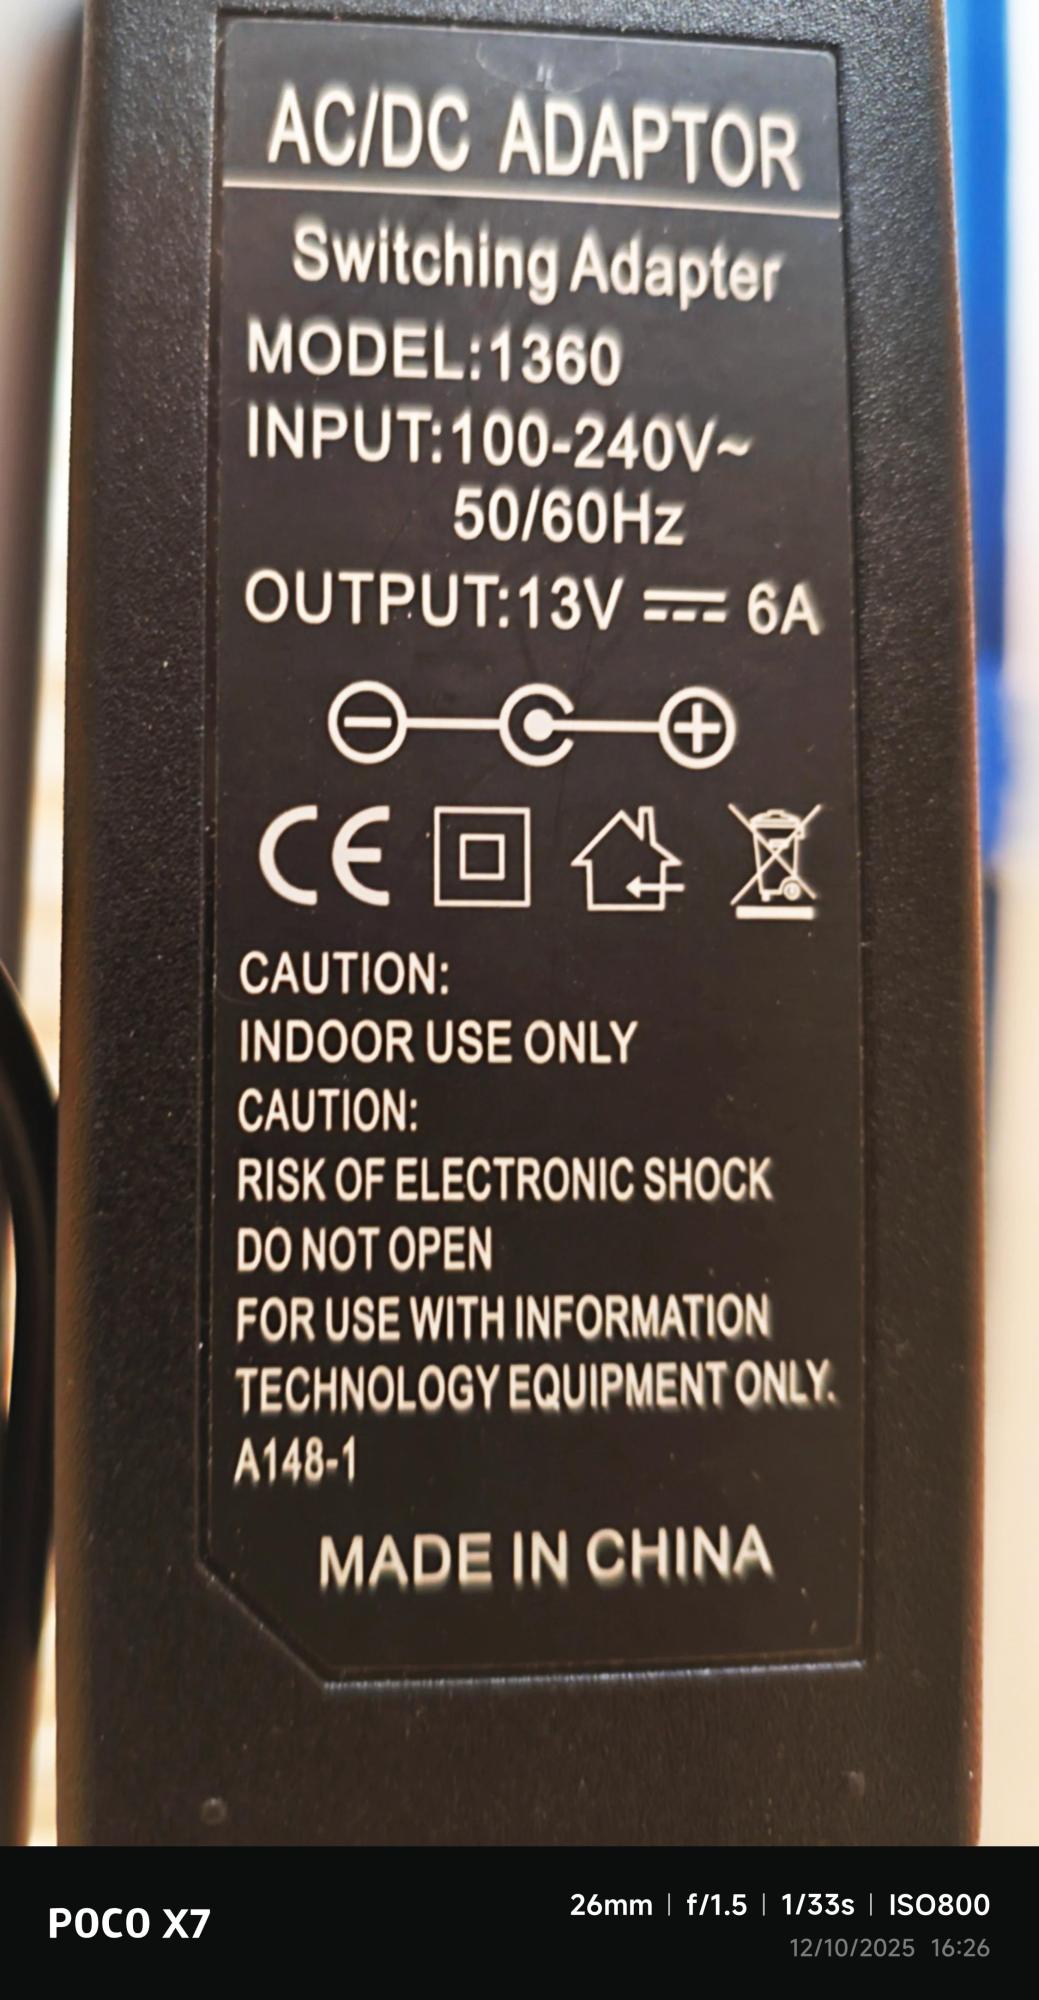 AC/DC ADAPTOR
Switching Adapter
MODEL:1360
INPUT:100-240V~
50/60Hz
OUTPUT:13V ⎓ 6A
CE
CAUTION:
INDOOR USE ONLY
CAUTION:
RISK OF ELECTRONIC SHOCK
DO NOT OPEN
FOR USE WITH INFORMATION
TECHNOLOGY EQUIPMENT ONLY.
A148-1
MADE IN CHINA
POCO X7
26mm | f/1.5 | 1/33s | ISO800
12/10/2025 16:26